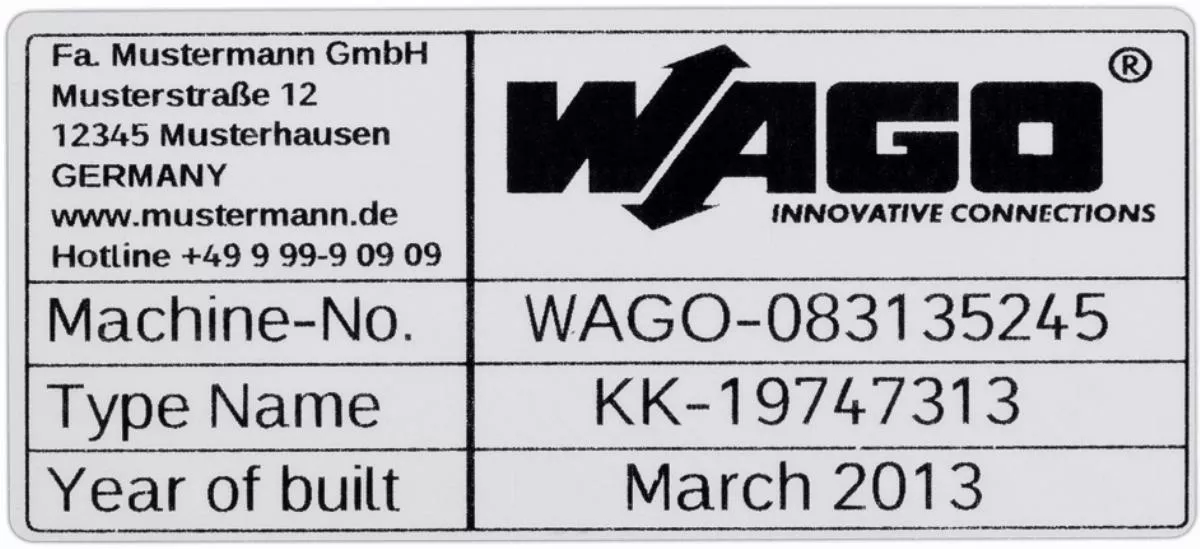 Fa. Mustermann GmbH
Musterstraße 12
12345 Musterhausen
GERMANY
www.mustermann.de
Hotline +49 9 99-9 09 09
WAGO®
INNOVATIVE CONNECTIONS
Machine-No. WAGO-083135245
Type Name KK-19747313
Year of built March 2013